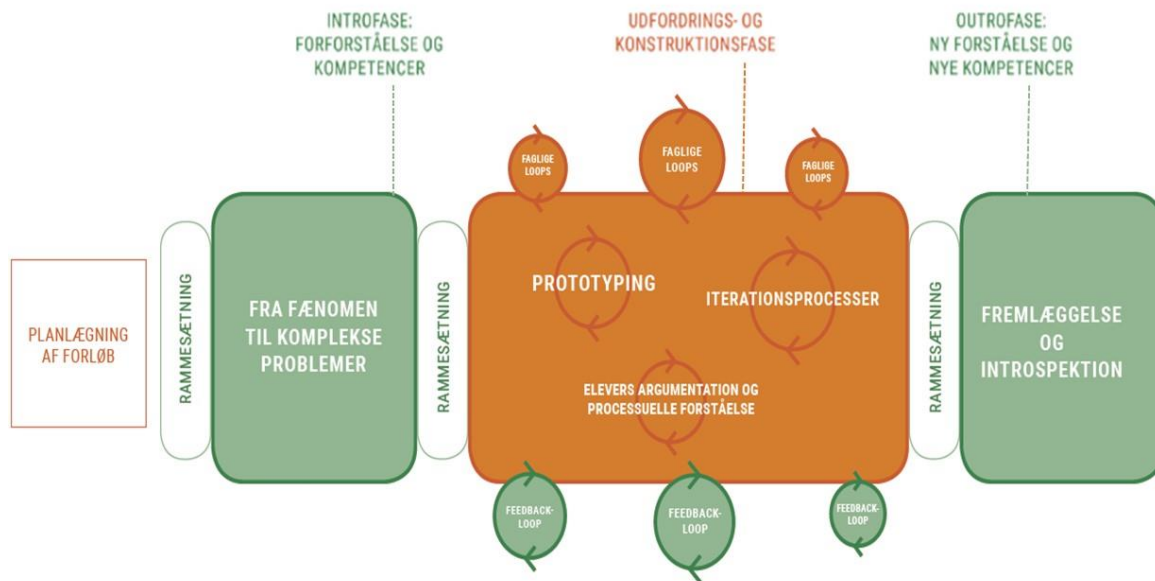 INTROFASE:
FORFORSTÅELSE OG
KOMPETENCER
UDFORDRINGS- OG
KONSTRUKTIONSFASE
OUTROFASE:
NY FORSTÅELSE OG
NYE KOMPETENCER
FAGLIGE
LOOPS
FAGLIGE
LOOPS
FAGLIGE
LOOPS
PLANLÆGNING
AF FORLØB
RAMMESÆTNING
FRA FÆNOMEN
TIL KOMPLEKSE
PROBLEMER
RAMMESÆTNING
PROTOTYPING
ITERATIONSPROCESSER
ELEVERS ARGUMENTATION OG
PROCESSUELLE FORSTÅELSE
RAMMESÆTNING
FREMLÆGGELSE
OG
INTROSPEKTION
FEEDBACK-
LOOP
FEEDBACK-
LOOP
FEEDBACK-
LOOP